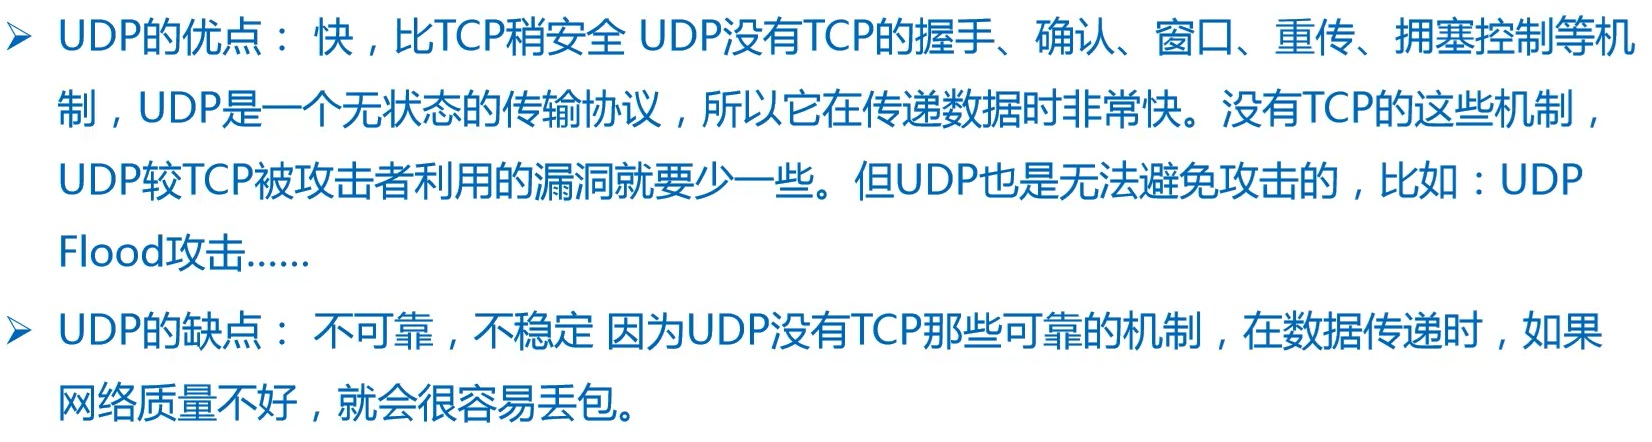 ➢ UDP的优点： 快，比TCP稍安全 UDP没有TCP的握手、确认、窗口、重传、拥塞控制等机
制，UDP是一个无状态的传输协议，所以它在传递数据时非常快。没有TCP的这些机制，
UDP较TCP被攻击者利用的漏洞就要少一些。但UDP也是无法避免攻击的，比如：UDP
Flood攻击……
➢ UDP的缺点： 不可靠，不稳定 因为UDP没有TCP那些可靠的机制，在数据传递时，如果
网络质量不好，就会很容易丢包。